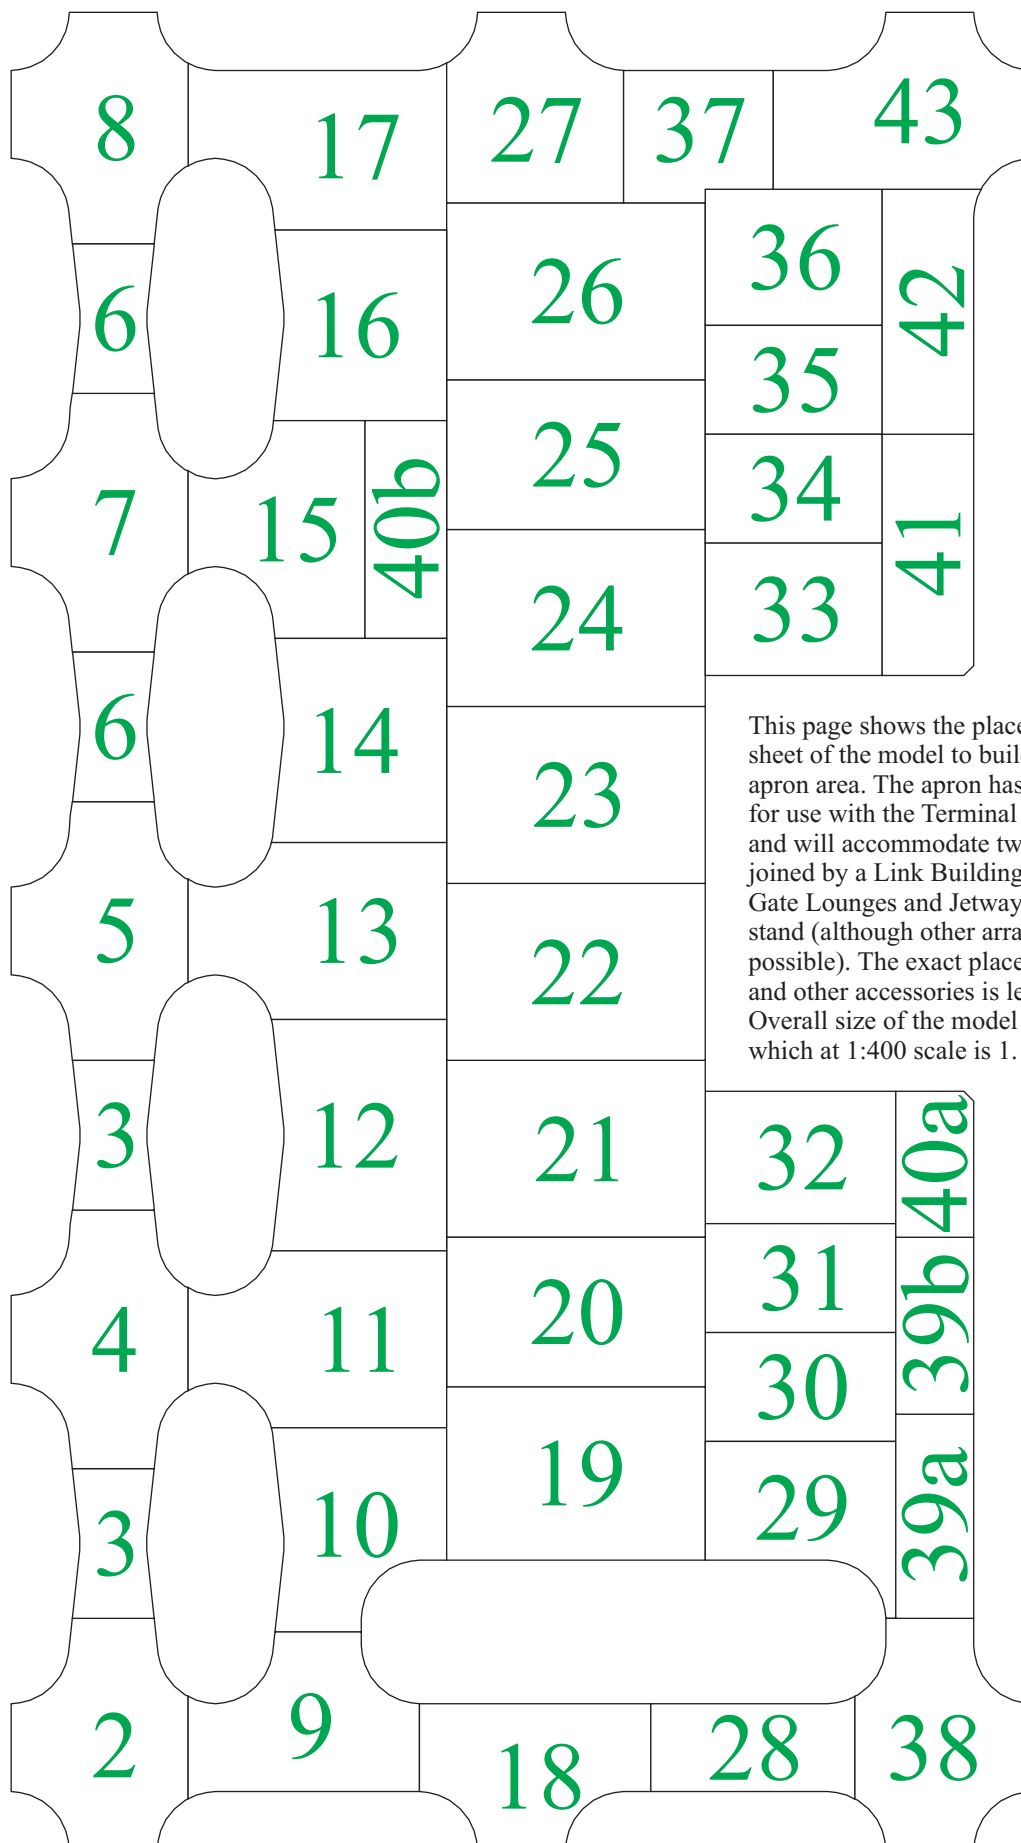 8
17
27
37
43
6
16
26
36
42
35
7
15
40b
25
34
41
24
33
6
14
23
This page shows the place
sheet of the model to buil
apron area. The apron has
for use with the Terminal
and will accommodate tw
joined by a Link Building
Gate Lounges and Jetway
stand (although other arra
possible). The exact place
and other accessories is le
Overall size of the model
which at 1:400 scale is 1.
5
13
22
3
12
21
32
40a
4
11
20
31
39b
30
3
10
19
29
39a
2
9
18
28
38